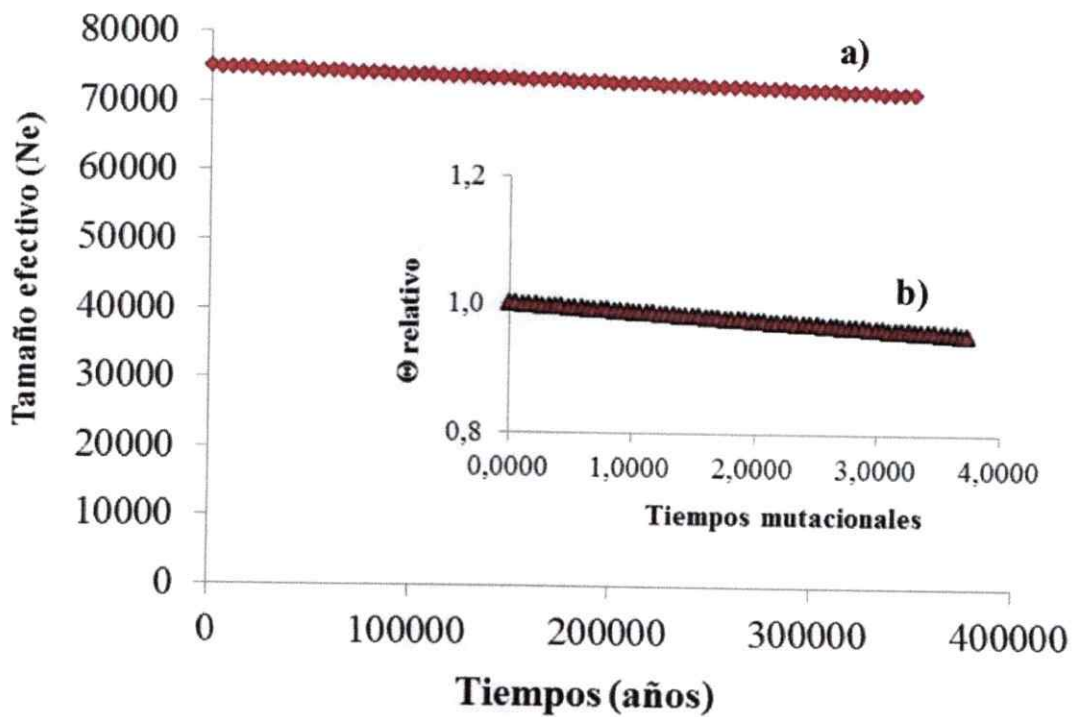 80000
70000
60000
50000
40000
30000
20000
10000
0
Tamaño efectivo (Ne)
a)
1,2
1,0
0,8
Θ relativo
b)
0,0000 1,0000 2,0000 3,0000 4,0000
Tiempos mutacionales
0 100000 200000 300000 400000
Tiempos (años)